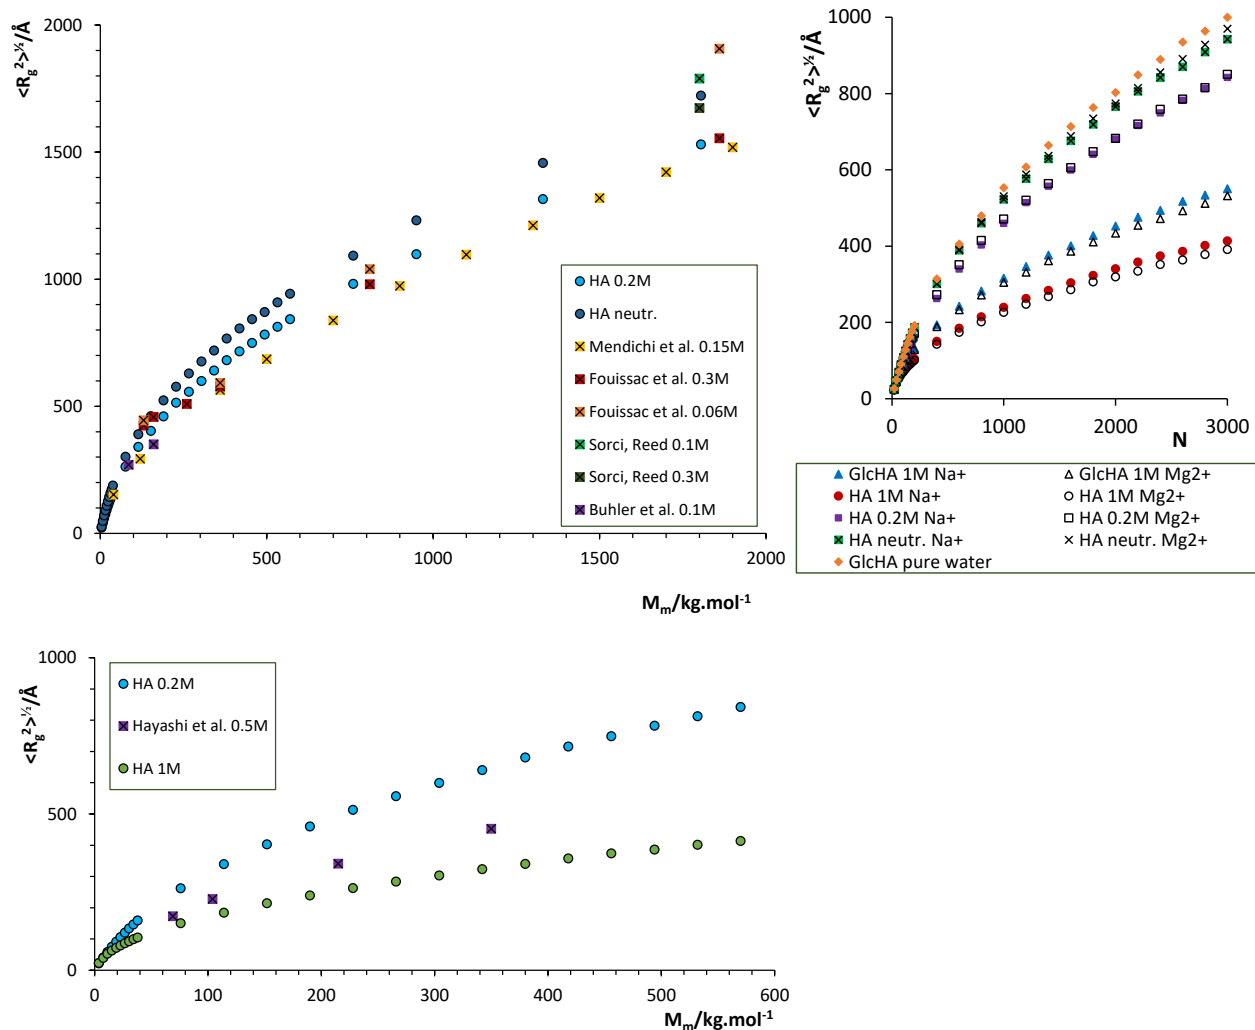 <Rg²>½/Å
2000
1500
1000
500
0
0
500
1000
1500
2000
Mm/kg.mol-1
HA 0.2M
HA neutr.
Mendichi et al. 0.15M
Fouissac et al. 0.3M
Fouissac et al. 0.06M
Sorci, Reed 0.1M
Sorci, Reed 0.3M
Buhler et al. 0.1M
<Rg²>½/Å
1000
800
600
400
200
0
0
1000
2000
3000
N
GlcHA 1M Na+
GlcHA 1M Mg2+
HA 1M Na+
HA 1M Mg2+
HA 0.2M Na+
HA 0.2M Mg2+
HA neutr. Na+
HA neutr. Mg2+
GlcHA pure water
<Rg²>½/Å
1000
500
0
0
100
200
300
400
500
600
Mm/kg.mol-1
HA 0.2M
Hayashi et al. 0.5M
HA 1M